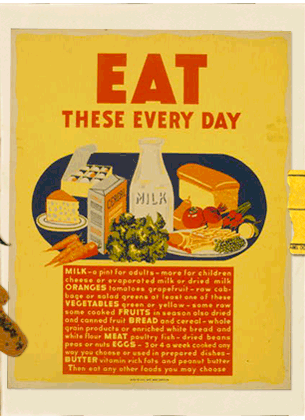 EAT
THESE EVERY DAY
CEREAL
MILK
MILK-a pint for adults-more for children
cheese or evaporated milk or dried milk
ORANGES tomatoes grapefruit-raw cab-
bage or salad greens at least one of these
VEGETABLES green or yellow-some raw
some cooked FRUITS in season also dried
and canned fruit BREAD and cereal-whole
grain products or enriched white bread and
white flour MEAT poultry fish-dried beans
peas or nuts EGGS-3 or 4 a week cooked any
way you choose or used in prepared dishes-
BUTTER vitamin rich fats and peanut butter
Then eat any other foods you may choose